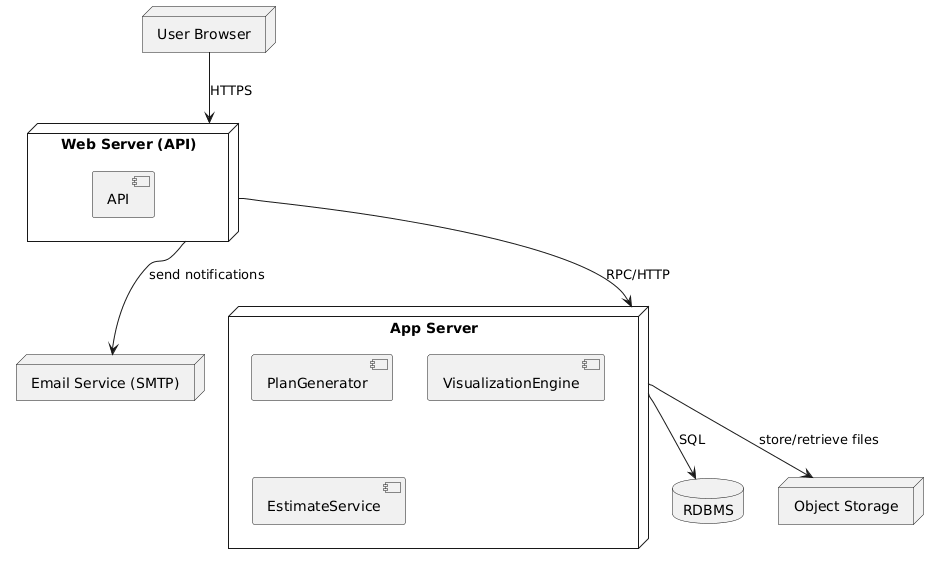 User Browser
HTTPS
Web Server (API)
API
send notifications
RPC/HTTP
App Server
Email Service (SMTP)
PlanGenerator
VisualizationEngine
SQL
store/retrieve files
EstimateService
RDBMS
Object Storage